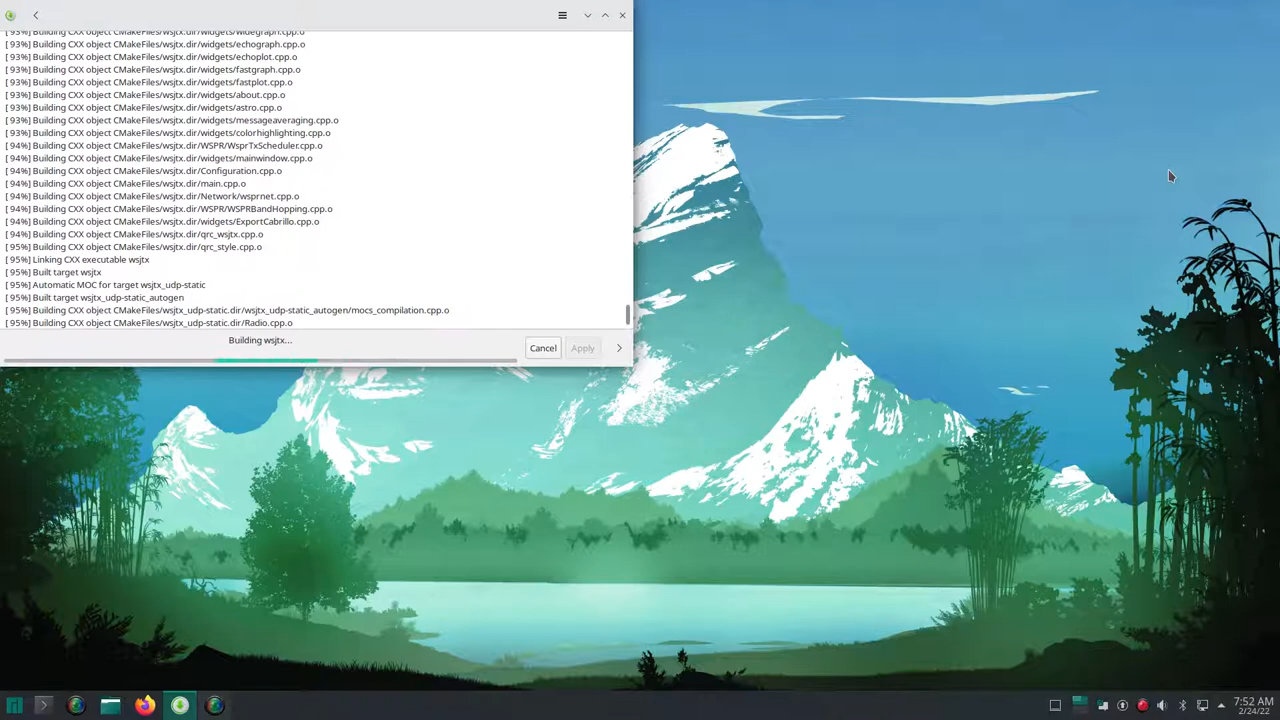 [ 93%] Building CXX object CMakeFiles/wsjtx.dir/widgets/widegraph.cpp.o
[ 93%] Building CXX object CMakeFiles/wsjtx.dir/widgets/echograph.cpp.o
[ 93%] Building CXX object CMakeFiles/wsjtx.dir/widgets/echoplot.cpp.o
[ 93%] Building CXX object CMakeFiles/wsjtx.dir/widgets/fastgraph.cpp.o
[ 93%] Building CXX object CMakeFiles/wsjtx.dir/widgets/fastplot.cpp.o
[ 93%] Building CXX object CMakeFiles/wsjtx.dir/widgets/about.cpp.o
[ 93%] Building CXX object CMakeFiles/wsjtx.dir/widgets/astro.cpp.o
[ 93%] Building CXX object CMakeFiles/wsjtx.dir/widgets/messageaveraging.cpp.o
[ 93%] Building CXX object CMakeFiles/wsjtx.dir/widgets/colorhighlighting.cpp.o
[ 94%] Building CXX object CMakeFiles/wsjtx.dir/WSPR/WsprTxScheduler.cpp.o
[ 94%] Building CXX object CMakeFiles/wsjtx.dir/widgets/mainwindow.cpp.o
[ 94%] Building CXX object CMakeFiles/wsjtx.dir/Configuration.cpp.o
[ 94%] Building CXX object CMakeFiles/wsjtx.dir/main.cpp.o
[ 94%] Building CXX object CMakeFiles/wsjtx.dir/Network/wsprnet.cpp.o
[ 94%] Building CXX object CMakeFiles/wsjtx.dir/WSPR/WSPRBandHopping.cpp.o
[ 94%] Building CXX object CMakeFiles/wsjtx.dir/widgets/ExportCabrillo.cpp.o
[ 94%] Building CXX object CMakeFiles/wsjtx.dir/qrc_wsjtx.cpp.o
[ 95%] Building CXX object CMakeFiles/wsjtx.dir/qrc_style.cpp.o
[ 95%] Linking CXX executable wsjtx
[ 95%] Built target wsjtx
[ 95%] Automatic MOC for target wsjtx_udp-static
[ 95%] Built target wsjtx_udp-static_autogen
[ 95%] Building CXX object CMakeFiles/wsjtx_udp-static.dir/wsjtx_udp-static_autogen/mocs_compilation.cpp.o
[ 95%] Building CXX object CMakeFiles/wsjtx_udp-static.dir/Radio.cpp.o
Building wsjtx...
Cancel
Apply
7:52 AM
2/24/22